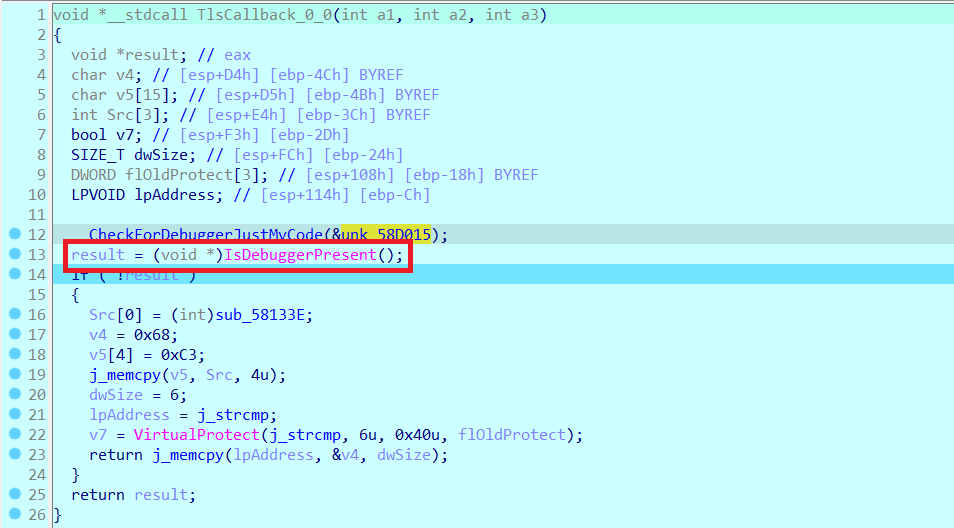 1 void *__stdcall TlsCallback_0_0(int a1, int a2, int a3)
2 {
3 void *result; // eax
4 char v4; // [esp+D4h] [ebp-4Ch] BYREF
5 char v5[15]; // [esp+D5h] [ebp-4Bh] BYREF
6 int Src[3]; // [esp+E4h] [ebp-3Ch] BYREF
7 bool v7; // [esp+F3h] [ebp-2Dh]
8 SIZE_T dwSize; // [esp+FCh] [ebp-24h]
9 DWORD flOldProtect[3]; // [esp+108h] [ebp-18h] BYREF
10 LPVOID lpAddress; // [esp+114h] [ebp-Ch]
11
12 CheckForDebuggerJustMyCode(&unk_58D015);
13 result = (void *)IsDebuggerPresent();
14 if ( !result )
15 {
16 Src[0] = (int)sub_58133E;
17 v4 = 0x68;
18 v5[4] = 0xC3;
19 j_memcpy(v5, Src, 4u);
20 dwSize = 6;
21 lpAddress = j_strcmp;
22 v7 = VirtualProtect(j_strcmp, 6u, 0x40u, flOldProtect);
23 return j_memcpy(lpAddress, &v4, dwSize);
24 }
25 return result;
26 }